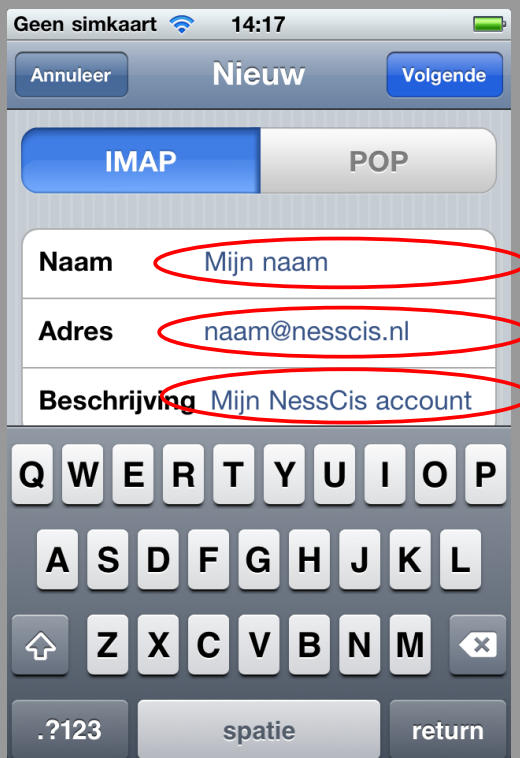 Geen simkaart 14:17
Annuleer Nieuw Volgende
IMAP POP
Naam Mijn naam
Adres naam@nesscis.nl
Beschrijving Mijn NessCis account
Q W E R T Y U I O P
A S D F G H J K L
Z X C V B N M
.?123 spatie return